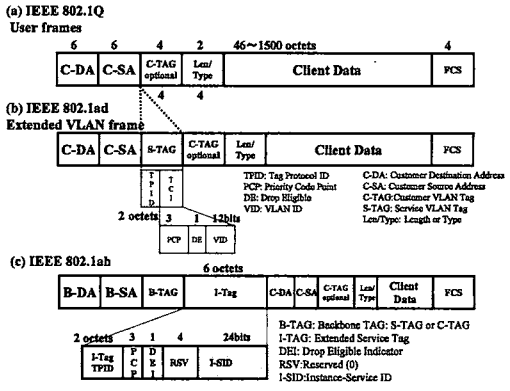 (a) IEEE 802.1Q
User frames
6 6 4 2 46~1500 octets 4
C-DA C-SA C-TAG optional Len/ Type Client Data FCS
4 4
(b) IEEE 802.1ad
Extended VLAN frame
C-DA C-SA S-TAG C-TAG optional Len/ Type Client Data FCS
TPID TCI
TPID: Tag Protocol ID
PCP: Priority Code Point
DE: Drop Eligible
VID: VLAN ID
C-DA: Customer Destination Address
C-SA: Customer Source Address
C-TAG:Customer VLAN Tag
S-TAG: Service VLAN Tag
Len/Type: Length or Type
2 octets 3 1 12bits
PCP DE VID
(c) IEEE 802.1ah
6 octets
B-DA B-SA B-TAG I-Tag C-DA C-SA C-TAG optional Len/ Type Client Data FCS
2 octets 3 1 4 24bits
I-Tag TPID PCP DEI RSV I-SID
B-TAG: Backbone TAG: S-TAG or C-TAG
I-TAG: Extended Service Tag
DEI: Drop Eligible Indicator
RSV:Reserved (0)
I-SID:Instance-Service ID